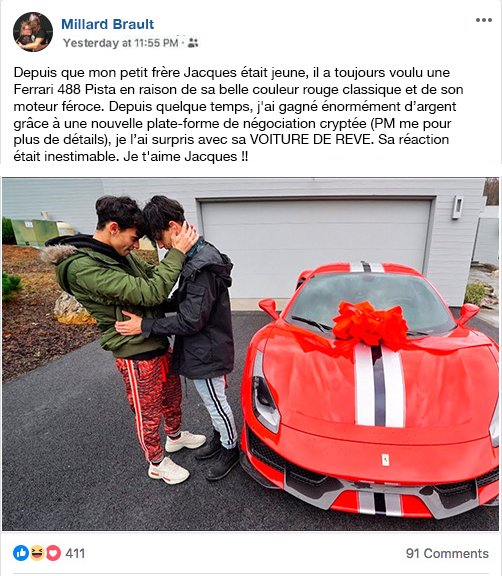 Millard Brault
Yesterday at 11:55 PM ·
Depuis que mon petit frère Jacques était jeune, il a toujours voulu une
Ferrari 488 Pista en raison de sa belle couleur rouge classique et de son
moteur féroce. Depuis quelque temps, j'ai gagné énormément d'argent
grâce à une nouvelle plate-forme de négociation cryptée (PM me pour
plus de détails), je l'ai surpris avec sa VOITURE DE REVE. Sa réaction
était inestimable. Je t'aime Jacques !!
411
91 Comments